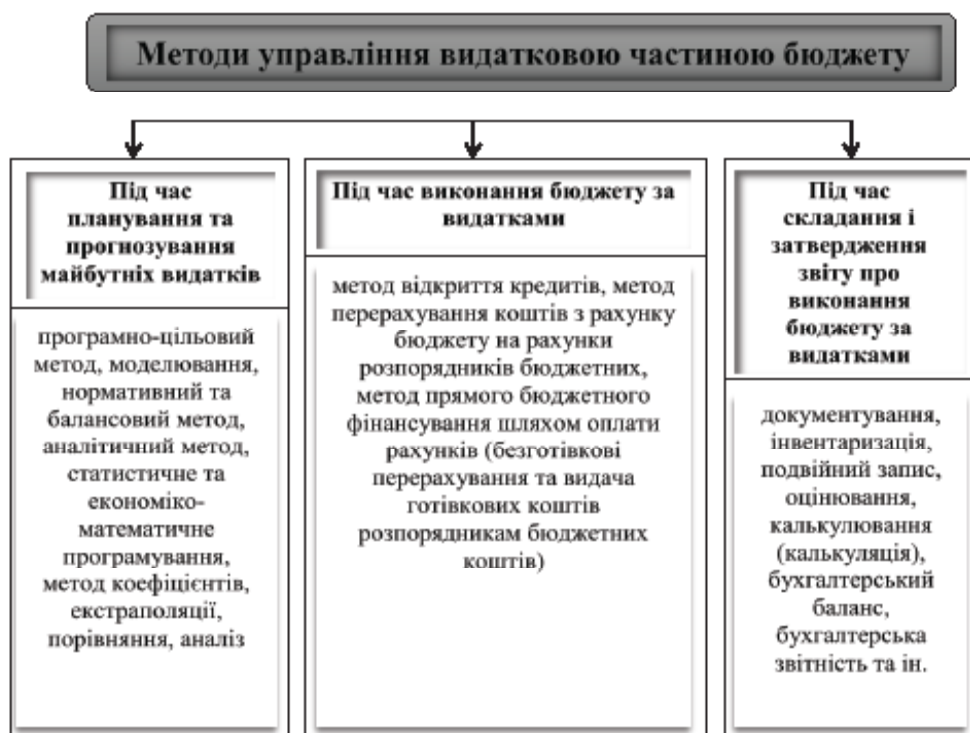 Методи управління видатковою частиною бюджету
Під час
планування та
прогнозування
майбутніх видатків
програмно-цільовий
метод, моделювання,
нормативний та
балансовий метод,
аналітичний метод,
статистичне та
економіко-
математичне
програмування,
метод коефіцієнтів,
екстраполяції,
порівняння, аналіз
Під час виконання бюджету за
видатками
метод відкриття кредитів, метод
перерахування коштів з рахунку
бюджету на рахунки
розпорядників бюджетних,
метод прямого бюджетного
фінансування шляхом оплати
рахунків (безготівкові
перерахування та видача
готівкових коштів
розпорядникам бюджетних
коштів)
Під час
складання і
затвердження
звіту про
виконання
бюджету за
видатками
документування,
інвентаризація,
подвійний запис,
оцінювання,
калькулювання
(калькуляція),
бухгалтерський
баланс,
бухгалтерська
звітність та ін.